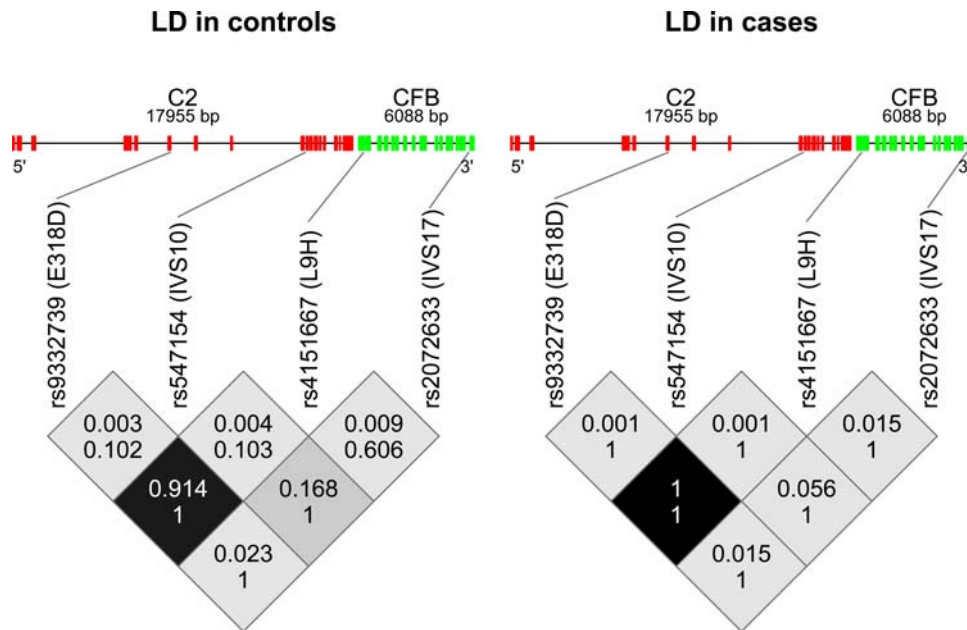 LD in controls
C2
17955 bp
CFB
6088 bp
5'
3'
rs9332739 (E318D)
rs547154 (IVS10)
rs4151667 (L9H)
rs2072633 (IVS17)
0.003
0.102
0.004
0.103
0.009
0.606
0.914
1
0.168
1
0.023
1
LD in cases
C2
17955 bp
CFB
6088 bp
5'
3'
rs9332739 (E318D)
rs547154 (IVS10)
rs4151667 (L9H)
rs2072633 (IVS17)
0.001
1
0.001
1
0.015
1
1
1
0.056
1
0.015
1